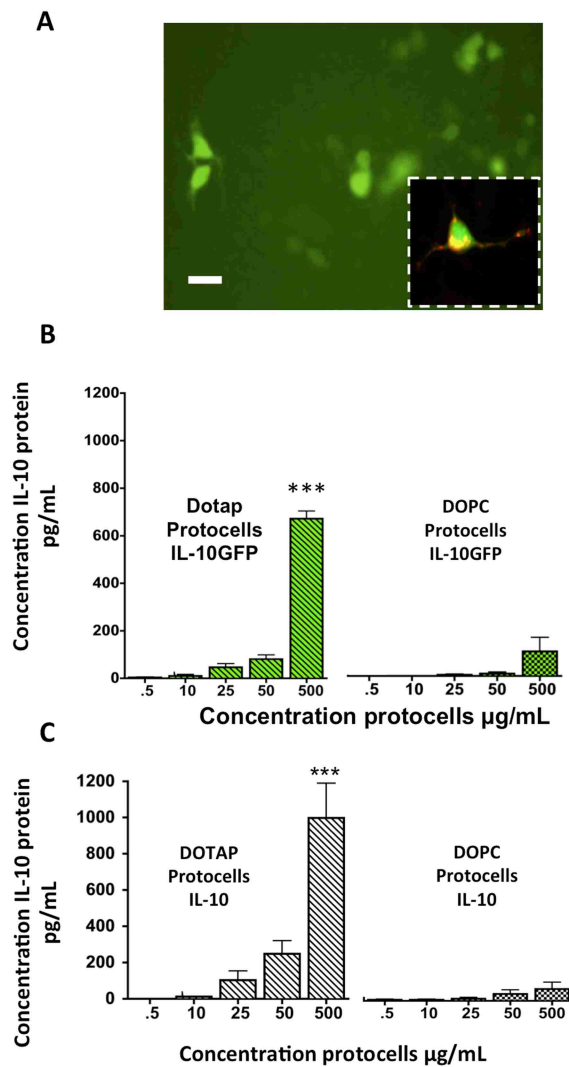 A
B
Concentration IL-10 protein
pg/mL
1200
1000
800
600
400
200
0
***
Dotap
Protocells
IL-10GFP
DOPC
Protocells
IL-10GFP
.5 10 25 50 500
.5 10 25 50 500
Concentration protocells µg/mL
C
Concentration IL-10 protein
pg/mL
1200
1000
800
600
400
200
0
***
DOTAP
Protocells
IL-10
DOPC
Protocells
IL-10
.5 10 25 50 500
.5 10 25 50 500
Concentration protocells µg/mL